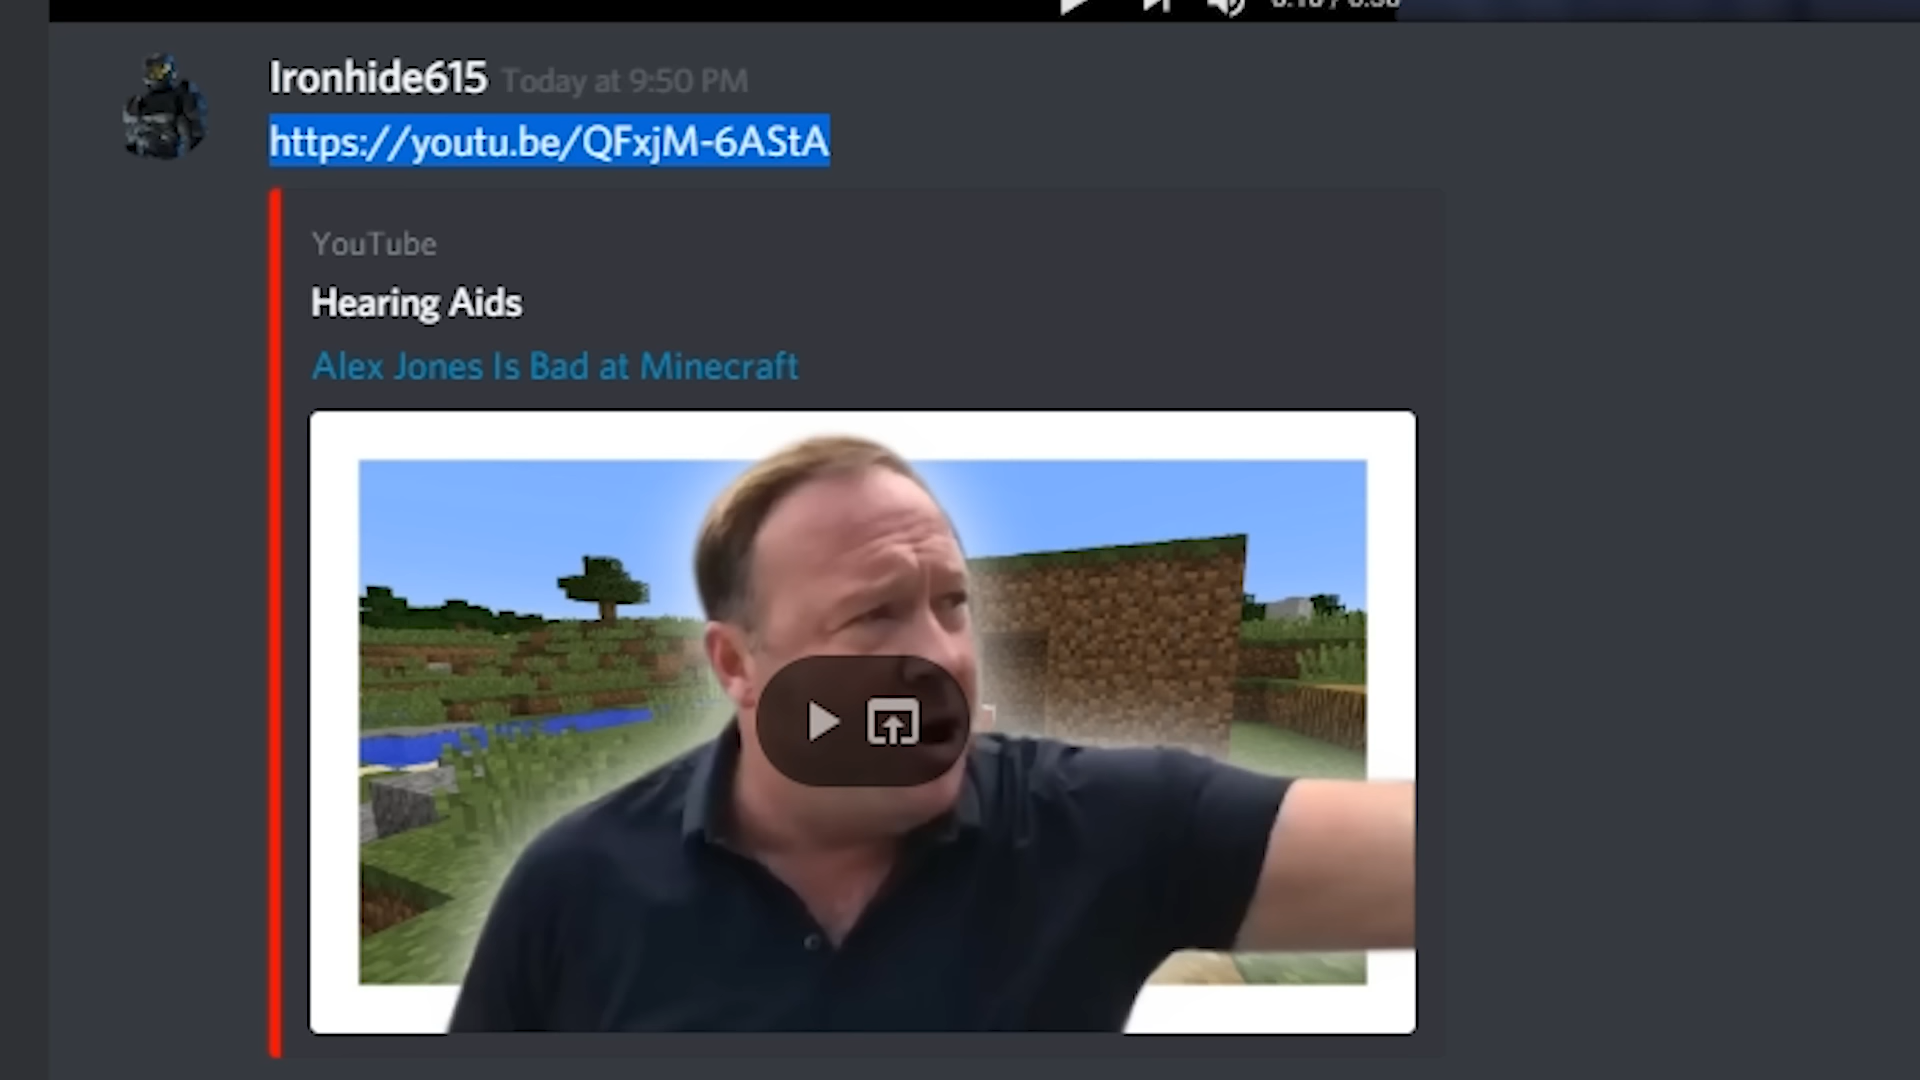 Ironhide615 Today at 9:50 PM
https://youtu.be/QFxjM-6AStA
YouTube
Hearing Aids
Alex Jones Is Bad at Minecraft